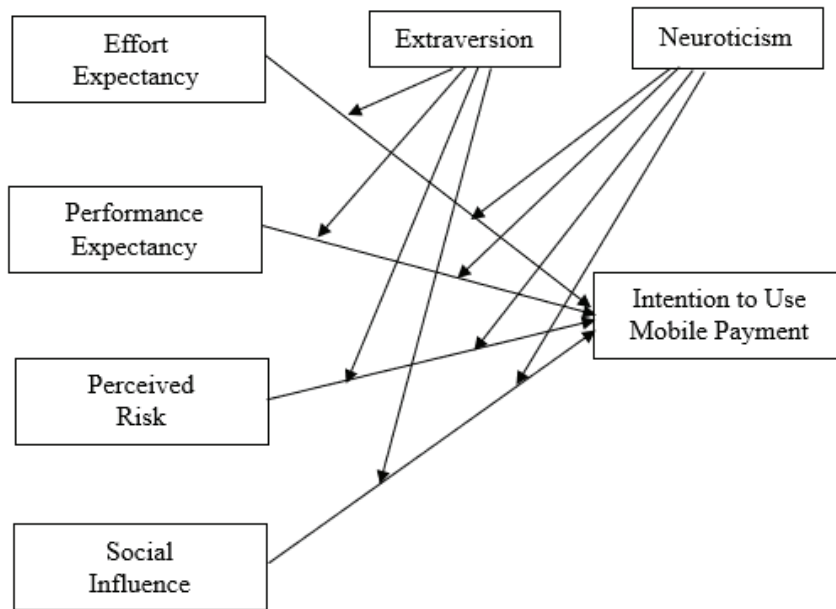 Effort
Expectancy
Extraversion
Neuroticism
Performance
Expectancy
Intention to Use
Mobile Payment
Perceived
Risk
Social
Influence